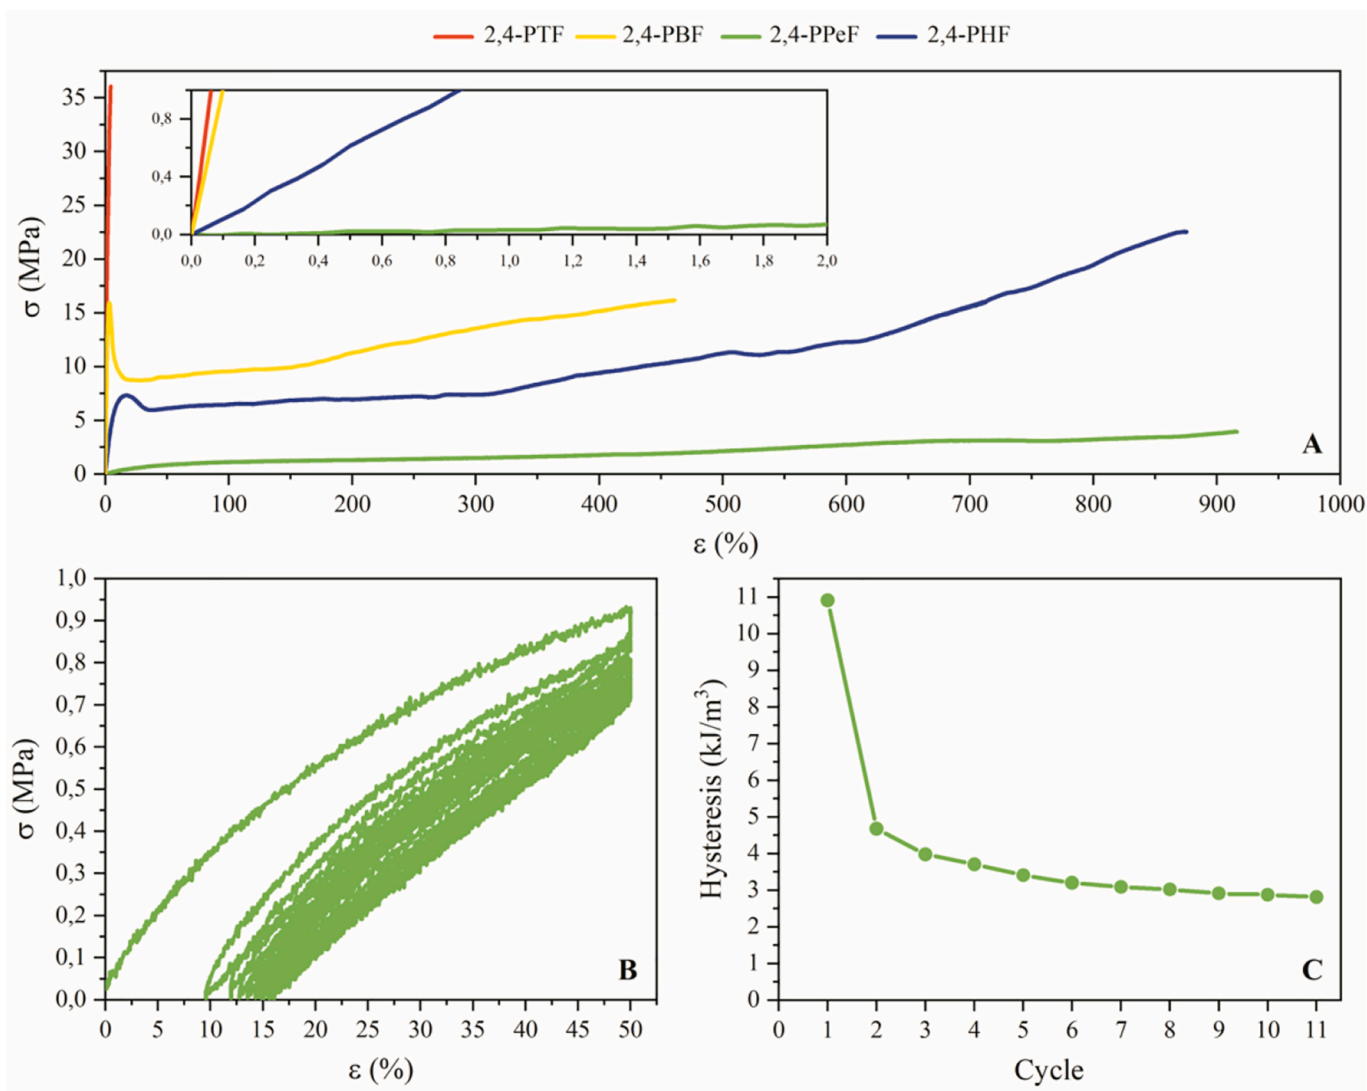 2,4-PTF 2,4-PBF 2,4-PPeF 2,4-PHF
σ (MPa)
35
30
25
20
15
10
5
0
0,8
0,4
0,0
0,0 0,2 0,4 0,6 0,8 1,0 1,2 1,4 1,6 1,8 2,0
A
0 100 200 300 400 500 600 700 800 900 1000
ε (%)
σ (MPa)
1,0
0,9
0,8
0,7
0,6
0,5
0,4
0,3
0,2
0,1
0,0
B
0 5 10 15 20 25 30 35 40 45 50
ε (%)
Hysteresis (kJ/m³)
11
10
9
8
7
6
5
4
3
2
1
0
C
0 1 2 3 4 5 6 7 8 9 10 11
Cycle